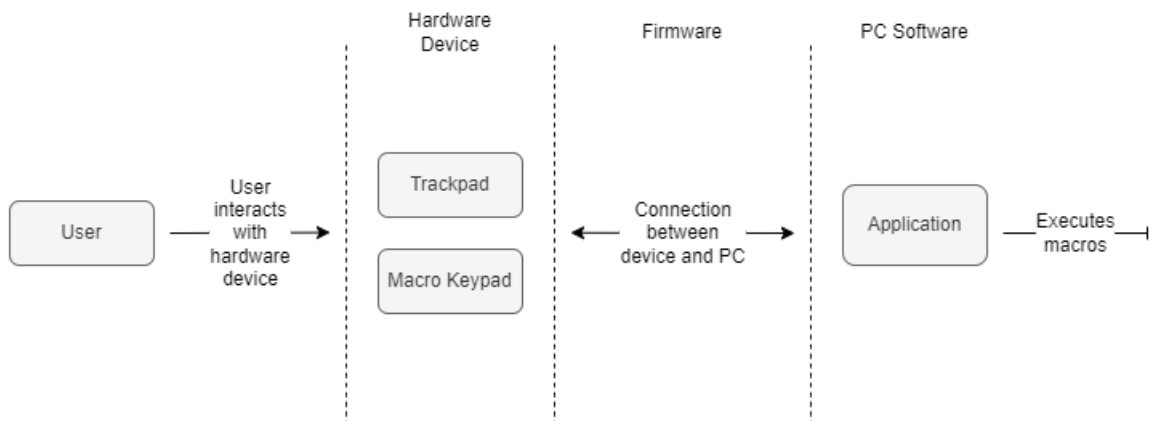 Hardware
Device
Firmware
PC Software
User
User
interacts
with
hardware
device
Trackpad
Macro Keypad
Connection
between
device and PC
Application
Executes
macros